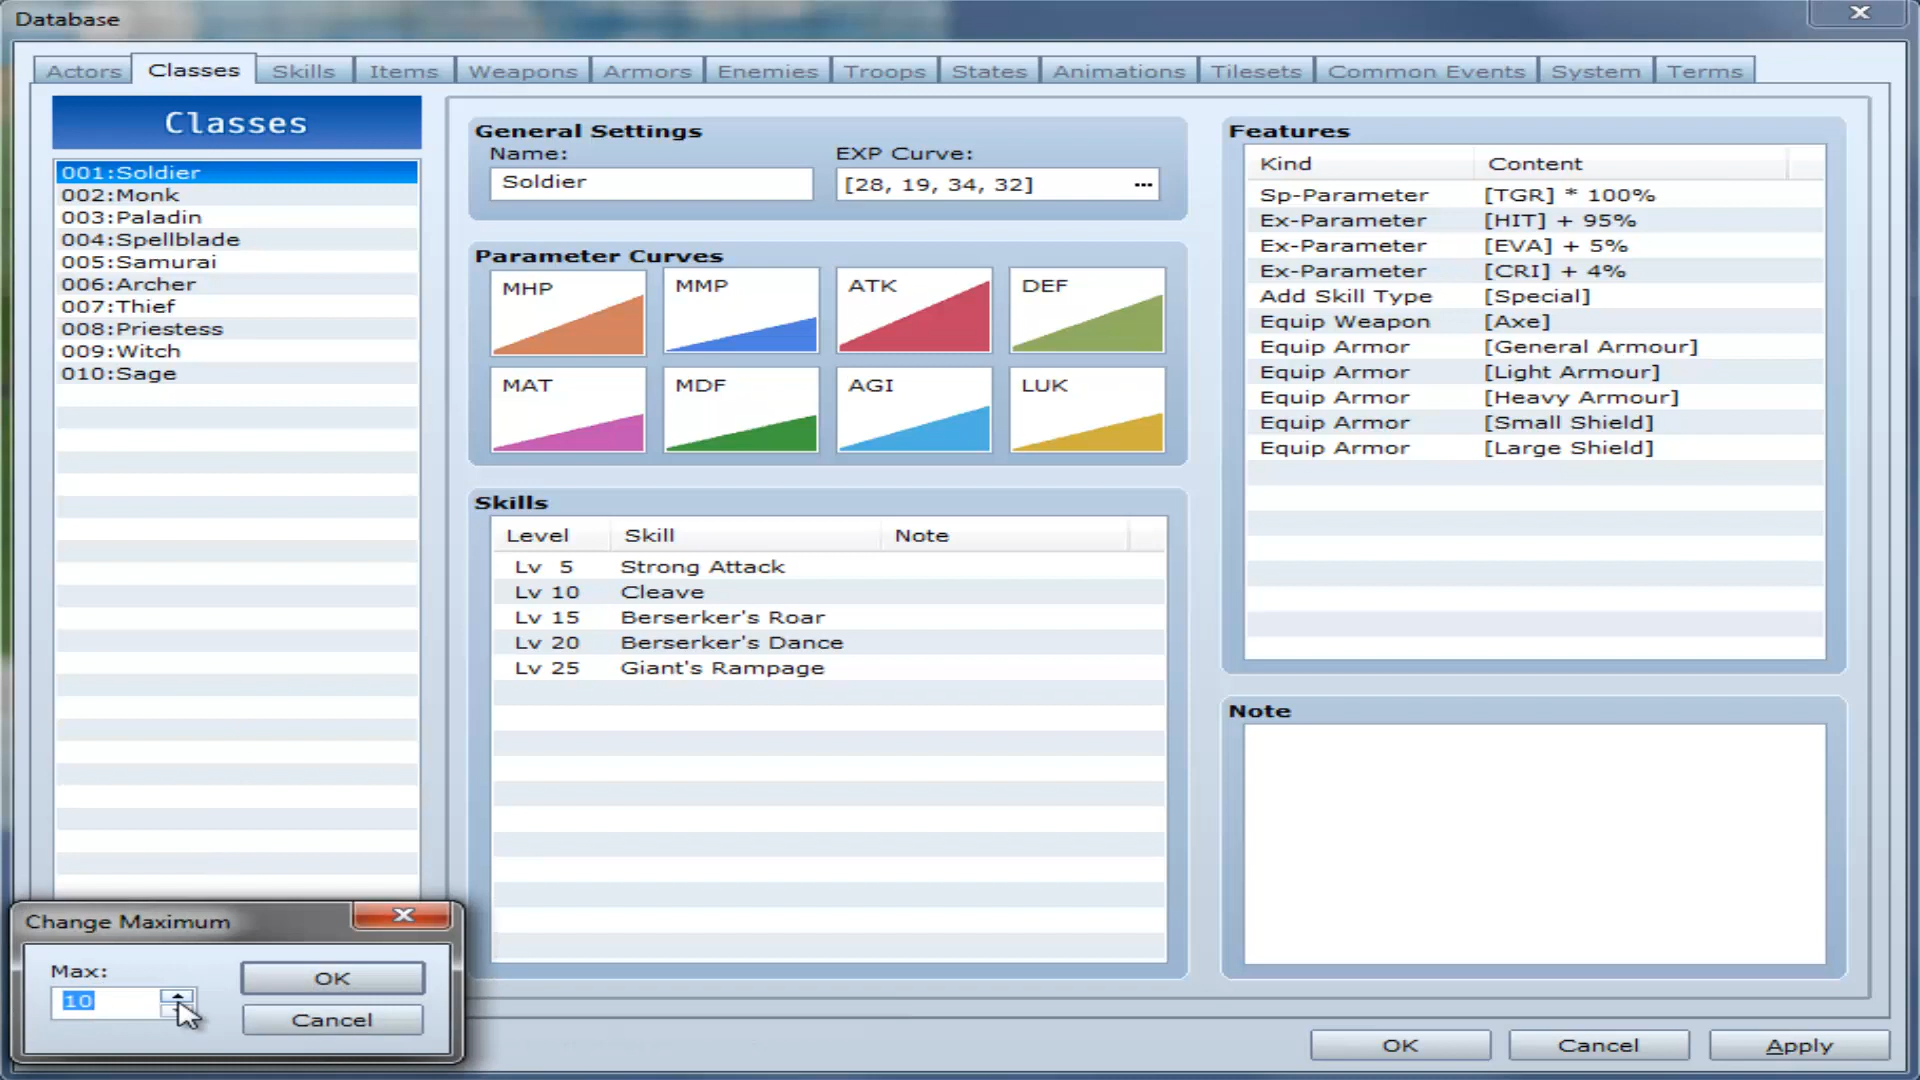 Database
Actors Classes Skills Items Weapons Armors Enemies Troops States Animations Tilesets Common Events System Terms
Classes
001:Soldier
002:Monk
003:Paladin
004:Spellblade
005:Samurai
006:Archer
007:Thief
008:Priestess
009:Witch
010:Sage
General Settings
Name: EXP Curve:
Soldier [28, 19, 34, 32] ...
Parameter Curves
MHP MMP ATK DEF
MAT MDF AGI LUK
Skills
Level Skill Note
Lv 5 Strong Attack
Lv 10 Cleave
Lv 15 Berserker's Roar
Lv 20 Berserker's Dance
Lv 25 Giant's Rampage
Features
Kind Content
Sp-Parameter [TGR] * 100%
Ex-Parameter [HIT] + 95%
Ex-Parameter [EVA] + 5%
Ex-Parameter [CRI] + 4%
Add Skill Type [Special]
Equip Weapon [Axe]
Equip Armor [General Armour]
Equip Armor [Light Armour]
Equip Armor [Heavy Armour]
Equip Armor [Small Shield]
Equip Armor [Large Shield]
Note
Change Maximum
Max:
10
OK
Cancel
OK Cancel Apply